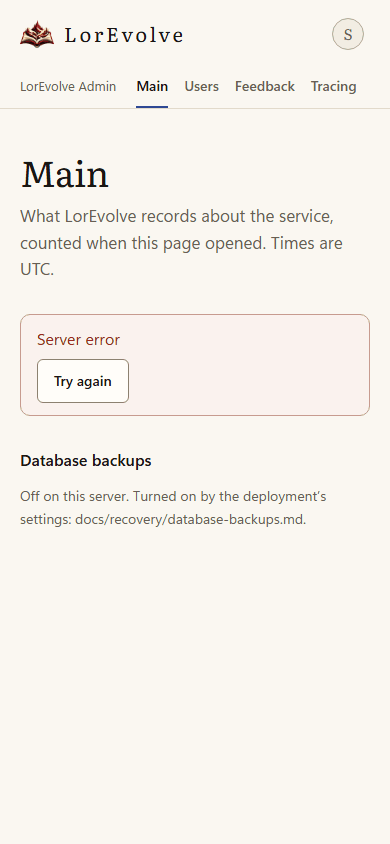 LorEvolve
S
LorEvolve Admin Main Users Feedback Tracing
Main
What LorEvolve records about the service,
counted when this page opened. Times are
UTC.
Server error
Try again
Database backups
Off on this server. Turned on by the deployment's
settings: docs/recovery/database-backups.md.